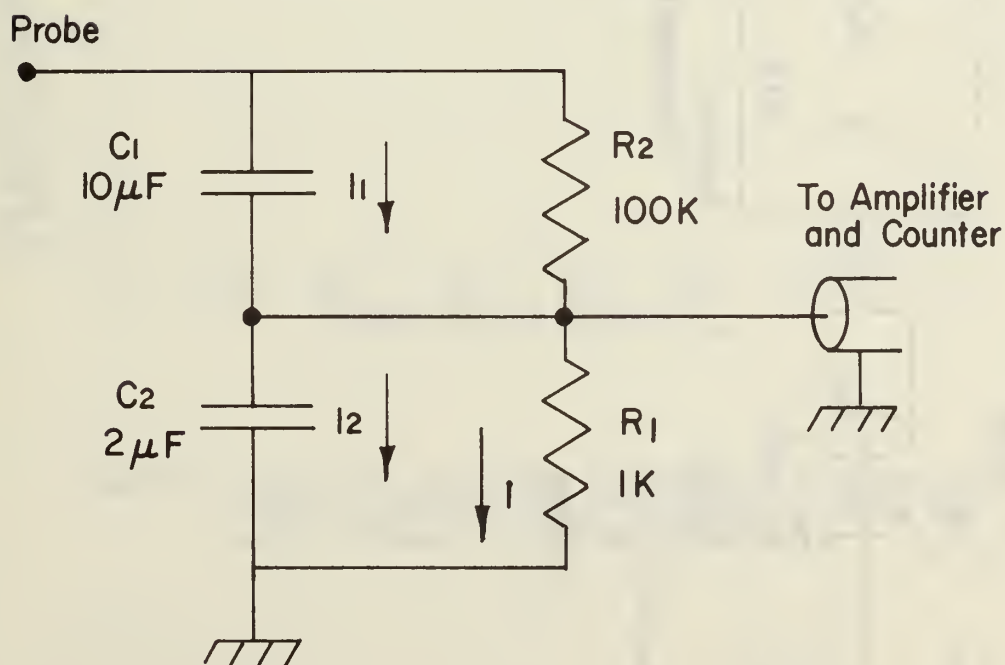 Probe
C1
10μF
I1
R2
100K
To Amplifier
and Counter
C2
2μF
I2
I
R1
1K